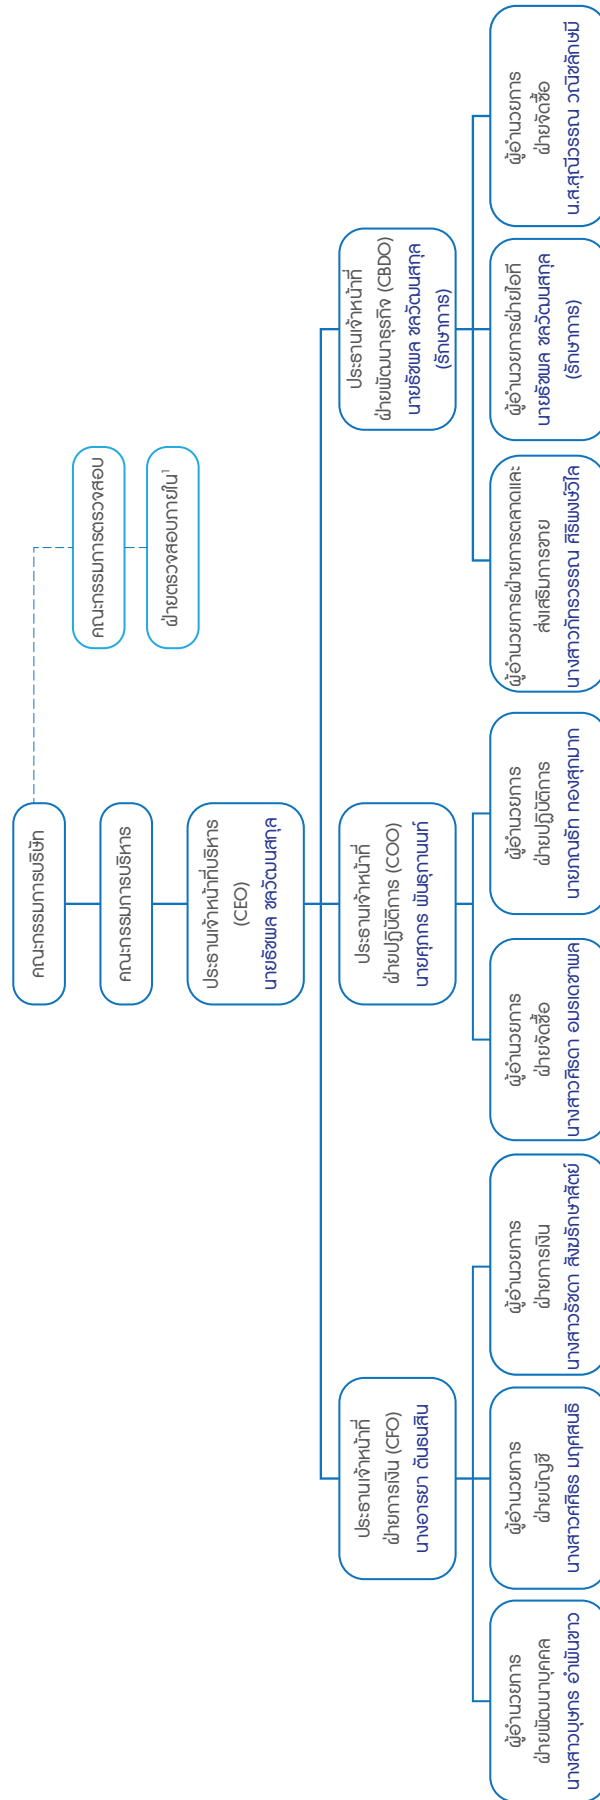 คณะกรรมการบริษัท
คณะกรรมการตรวจสอบ
คณะกรรมการบริหาร
ฝ่ายตรวจสอบภายใน¹
ประธานเจ้าหน้าที่บริหาร
(CEO)
นายธัชพล ชลวัฒนสกุล
ประธานเจ้าหน้าที่
ฝ่ายการเงิน (CFO)
นางอารยา ตันธนสิน
ประธานเจ้าหน้าที่
ฝ่ายปฏิบัติการ (COO)
นายศุภกร พันธุกานนท์
ประธานเจ้าหน้าที่
ฝ่ายพัฒนาธุรกิจ (CBDO)
นายธัชพล ชลวัฒนสกุล
(รักษาการ)
ผู้อำนวยการ
ฝ่ายพัฒนาบุคคล
นางสาวบุษกร อำพันขาว
ผู้อำนวยการ
ฝ่ายบัญชี
นางสาวศศิธร มฤคสนธิ
ผู้อำนวยการ
ฝ่ายการเงิน
นางสาวรัชดา สังฆรักษาสัตย์
ผู้อำนวยการ
ฝ่ายจัดซื้อ
นางสาวศิรดา อมรเดชาพล
ผู้อำนวยการ
ฝ่ายปฏิบัติการ
นายภณธัท ทองสุกมาก
ผู้อำนวยการฝ่ายการตลาดและ
ส่งเสริมการขาย
นางสาวภัทรวรรณ ศิริพงษ์วิไล
ผู้อำนวยการฝ่ายไอที
นายธัชพล ชลวัฒนสกุล
(รักษาการ)
ผู้อำนวยการ
ฝ่ายจัดซื้อ
น.ส.สุณีวรรณ วณิชลักษมี